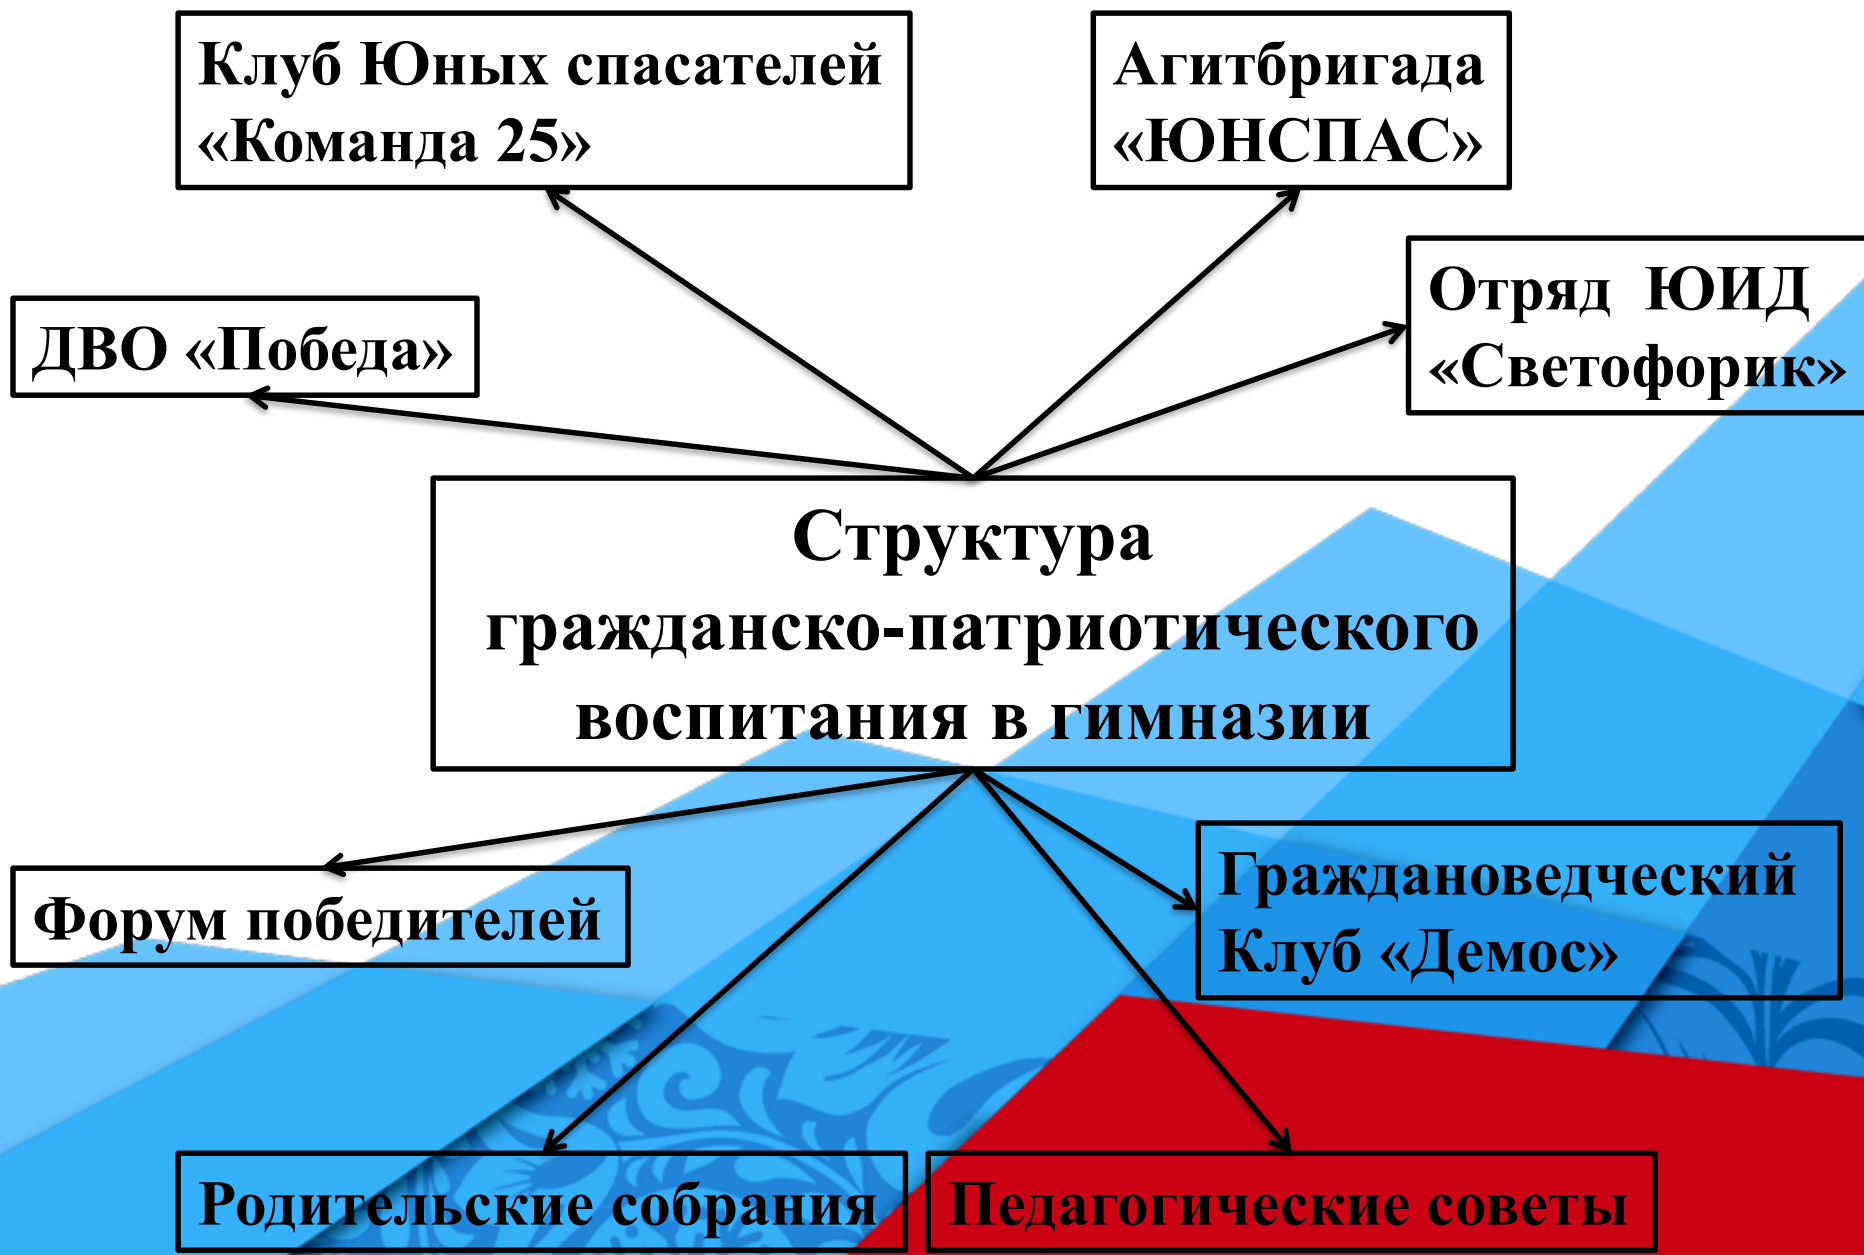 Клуб Юных спасателей
«Команда 25»
Агитбригада
«ЮНСПАС»
ДВО «Победа»
Отряд ЮИД
«Светофорик»
Структура
гражданско-патриотического
воспитания в гимназии
Форум победителей
Граждановедческий
Клуб «Демос»
Родительские собрания
Педагогические советы